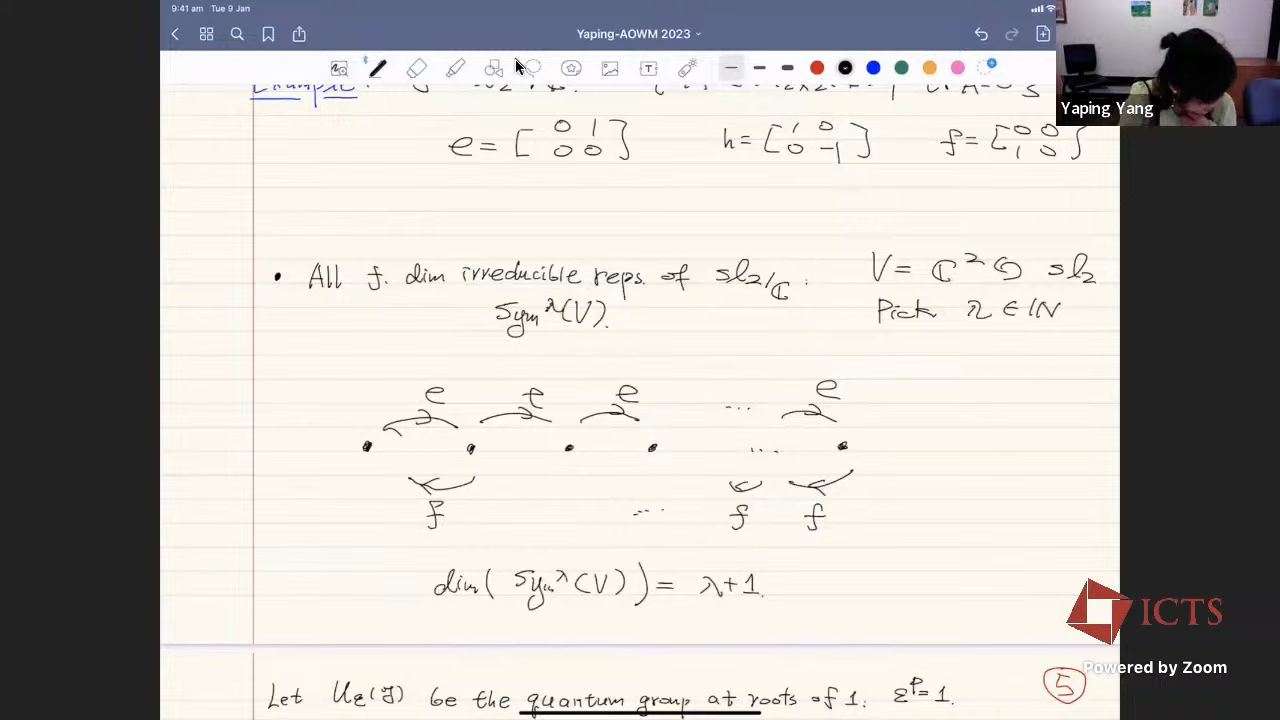 9:41 am Tue 9 Jan
Yaping-AOWM 2023
Yaping Yang
Example:
e = [ 0 1 0 0 ] h = [ 1 0 0 -1 ] f = [ 0 0 1 0 ]
• All f. dim irreducible reps. of sl₂/ℂ : V = ℂ² ↻ sl₂
Sym^λ(V). Pick λ ∈ ℕ
e e e ... e
... 
f ... f f
dim( Sym^λ(V) ) = λ+1.
ICTS
Powered by Zoom
Let U_ε(g) be the quantum group at roots of 1. ε^p = 1. 5